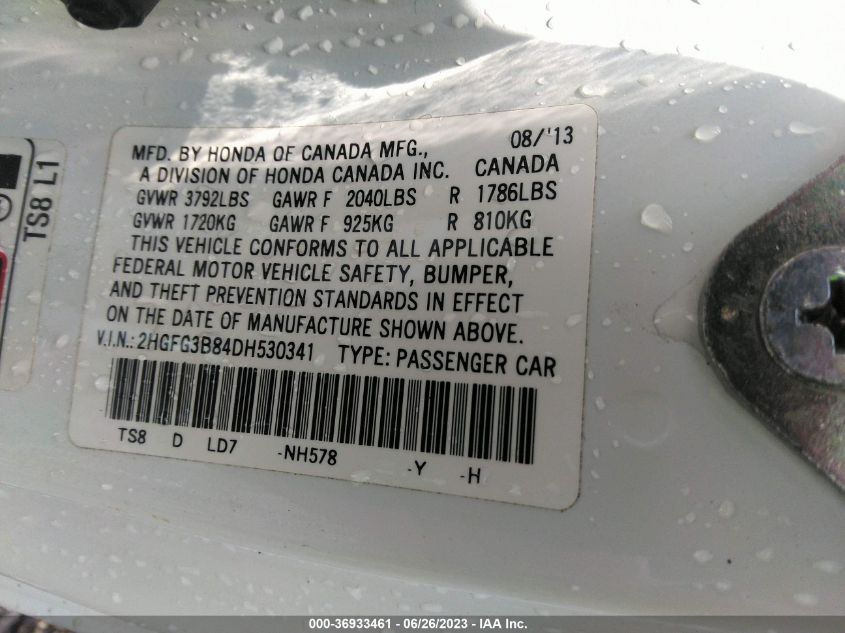 08/'13
MFD. BY HONDA OF CANADA MFG.,
A DIVISION OF HONDA CANADA INC. CANADA
GVWR 3792LBS GAWR F 2040LBS R 1786LBS
GVWR 1720KG GAWR F 925KG R 810KG
THIS VEHICLE CONFORMS TO ALL APPLICABLE
FEDERAL MOTOR VEHICLE SAFETY, BUMPER,
AND THEFT PREVENTION STANDARDS IN EFFECT
ON THE DATE OF MANUFACTURE SHOWN ABOVE.
V.I.N.: 2HGFG3B84DH530341 TYPE: PASSENGER CAR
TS8 D LD7 -NH578 -Y -H
TS8 L1
000-36933461 - 06/26/2023 - IAA Inc.